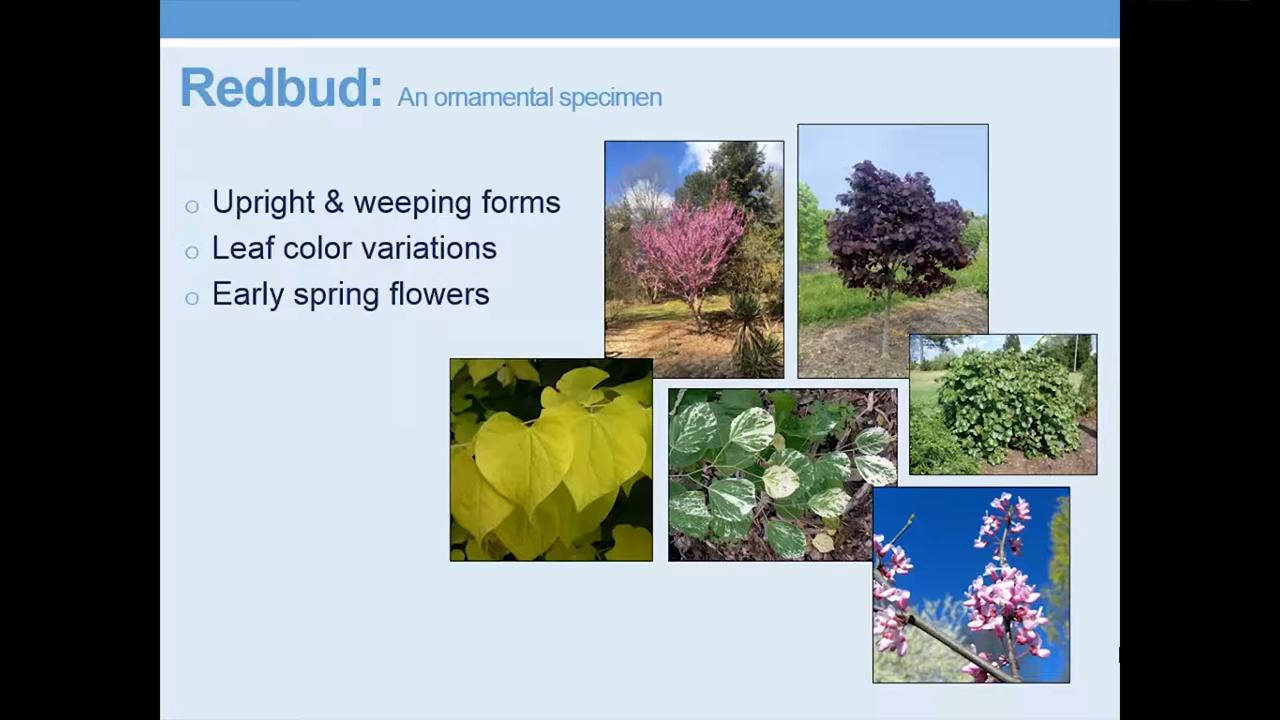 Redbud: An ornamental specimen
Upright & weeping forms
Leaf color variations
Early spring flowers